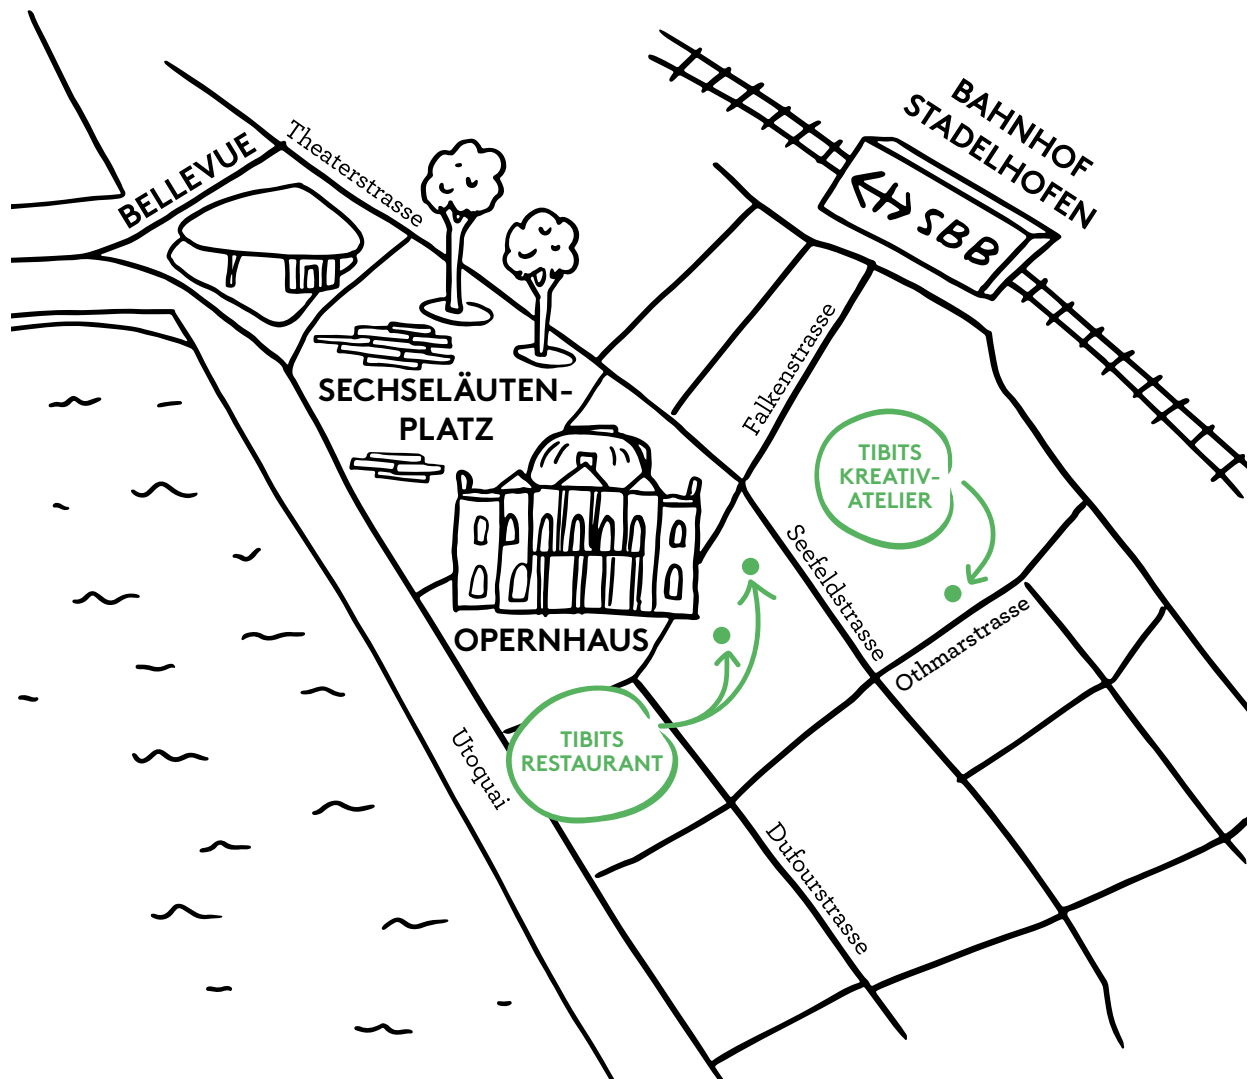 BAHNHOF
STADELHOFEN
SBB
BELLEVUE
Theaterstrasse
SECHSELÄUTEN-
PLATZ
Falkenstrasse
TIBITS
KREATIV-
ATELIER
Seefeldstrasse
OPERNHAUS
Othmarstrasse
TIBITS
RESTAURANT
Utoquai
Dufourstrasse